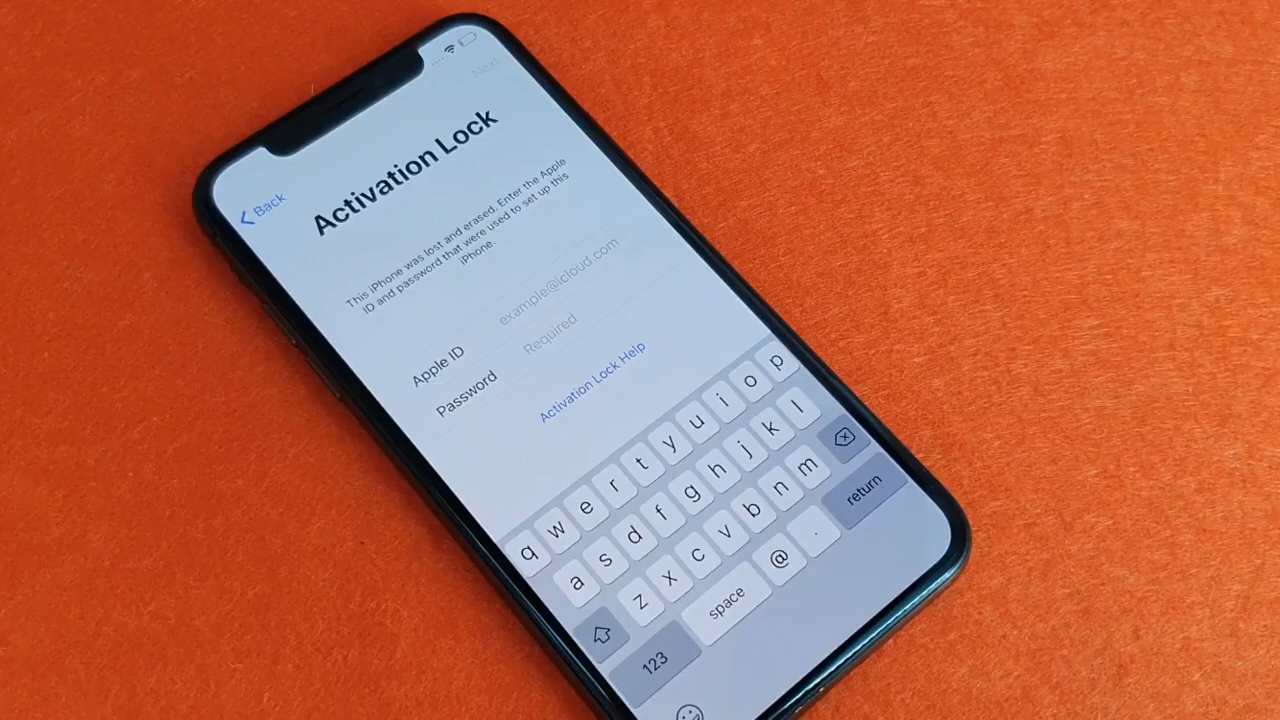 Next
Back
Activation Lock
This iPhone was lost and erased. Enter the Apple
ID and password that were used to set up this
iPhone.
Apple ID example@icloud.com
Password Required
Activation Lock Help
q w e r t y u i o p
a s d f g h j k l
z x c v b n m
123 space @ . return